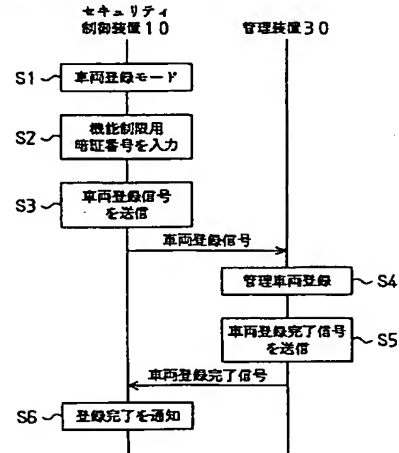 セキュリティ
制御装置10
管理装置30
S1
車両登録モード
S2
機能制限用
暗証番号を入力
S3
車両登録信号
を送信
車両登録信号
管理車両登録
S4
車両登録完了信号
を送信
S5
車両登録完了信号
S6
登録完了を通知